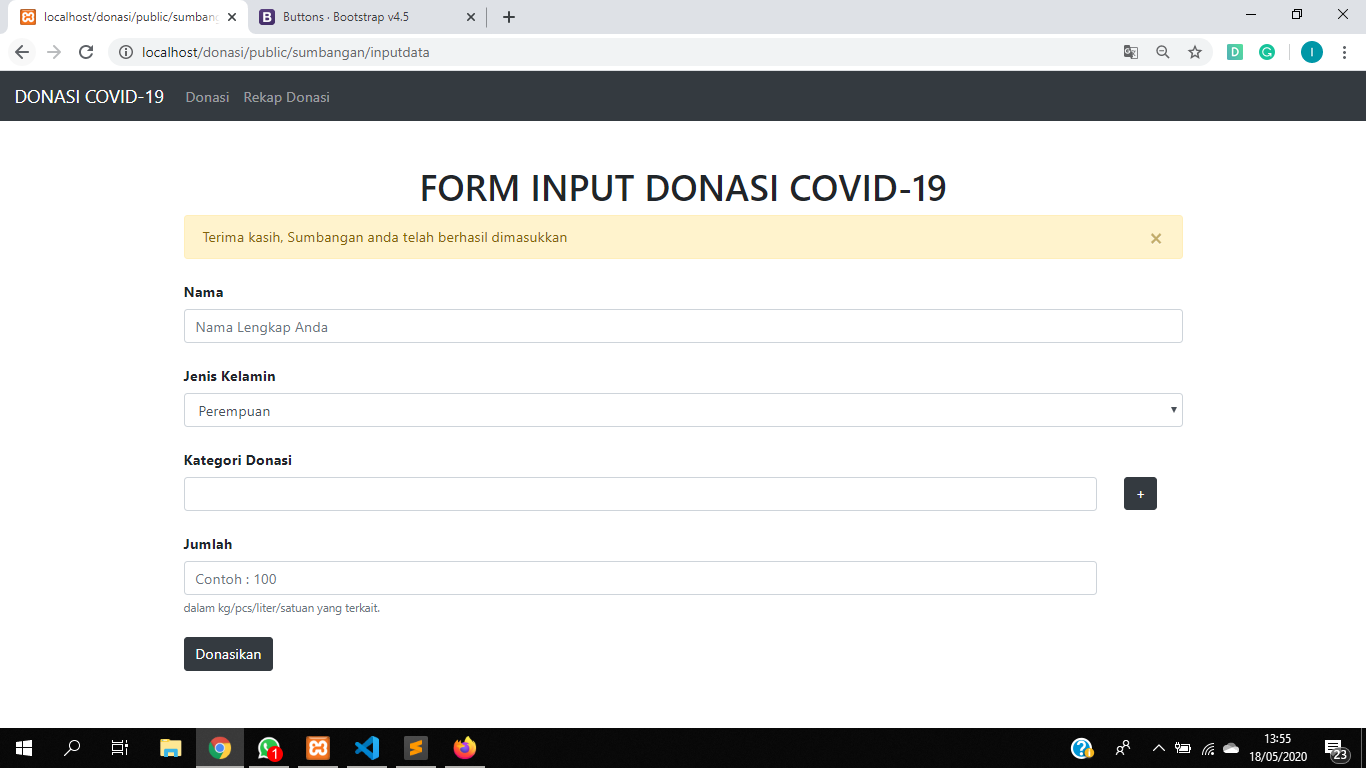 localhost/donasi/public/sumbang
Buttons · Bootstrap v4.5
localhost/donasi/public/sumbangan/inputdata
D
I
DONASI COVID-19 Donasi Rekap Donasi
FORM INPUT DONASI COVID-19
Terima kasih, Sumbangan anda telah berhasil dimasukkan ×
Nama
Nama Lengkap Anda
Jenis Kelamin
Perempuan
Kategori Donasi
+
Jumlah
Contoh : 100
dalam kg/pcs/liter/satuan yang terkait.
Donasikan
1
13:55
18/05/2020
23